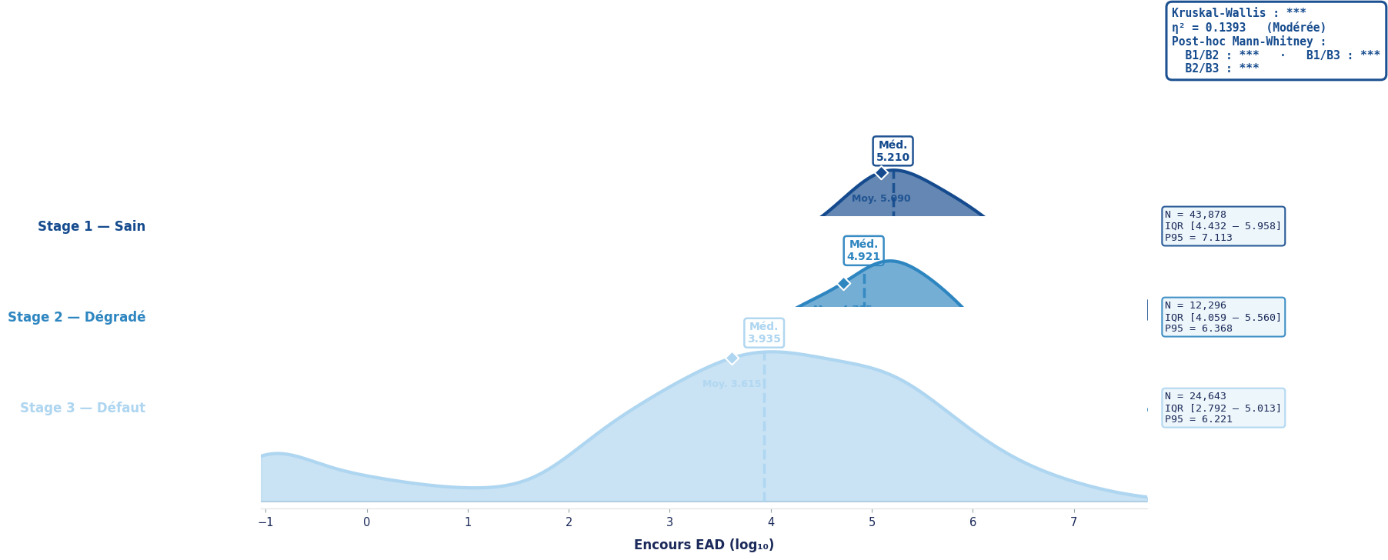 Kruskal-Wallis : ***
η² = 0.1393   (Modérée)
Post-hoc Mann-Whitney :
B1/B2 : ***   ·   B1/B3 : ***
B2/B3 : ***
Méd.
5.210
Moy. 5.090
Stage 1 — Sain
N = 43,878
IQR [4.432 – 5.958]
P95 = 7.113
Méd.
4.921
Stage 2 — Dégradé
N = 12,296
IQR [4.059 – 5.560]
P95 = 6.368
Méd.
3.935
Moy. 3.615
Stage 3 — Défaut
N = 24,643
IQR [2.792 – 5.013]
P95 = 6.221
−1 0 1 2 3 4 5 6 7
Encours EAD (log₁₀)